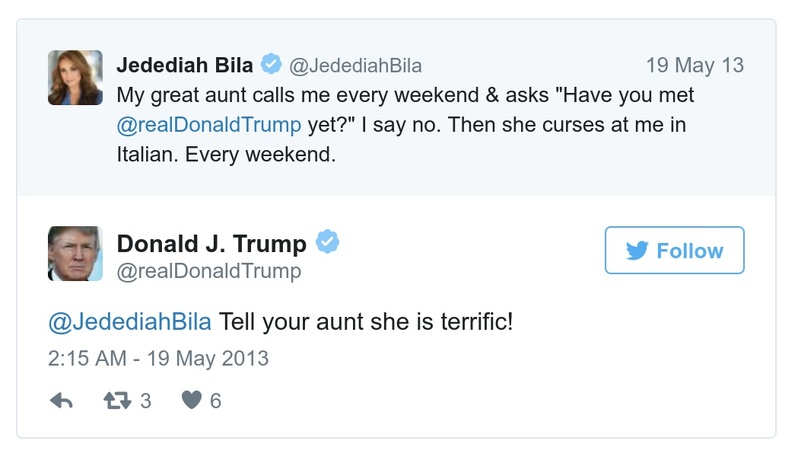 Jedediah Bila @JedediahBila 19 May 13
My great aunt calls me every weekend & asks "Have you met
@realDonaldTrump yet?" I say no. Then she curses at me in
Italian. Every weekend.
Donald J. Trump
@realDonaldTrump
Follow
@JedediahBila Tell your aunt she is terrific!
2:15 AM - 19 May 2013
3 6